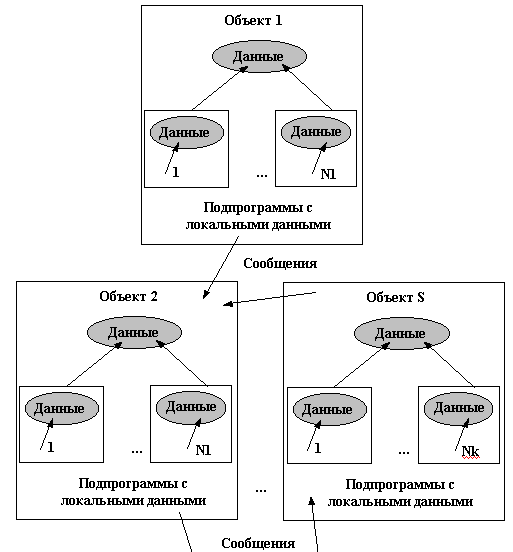 Объект 1
Данные
Данные
Данные
1
...
N1
Подпрограммы с
локальными данными
Сообщения
Объект 2
Данные
Данные
Данные
1
...
N1
Подпрограммы с
локальными данными
...
Объект S
Данные
Данные
Данные
1
...
Nk
Подпрограммы с
локальными данными
Сообщения